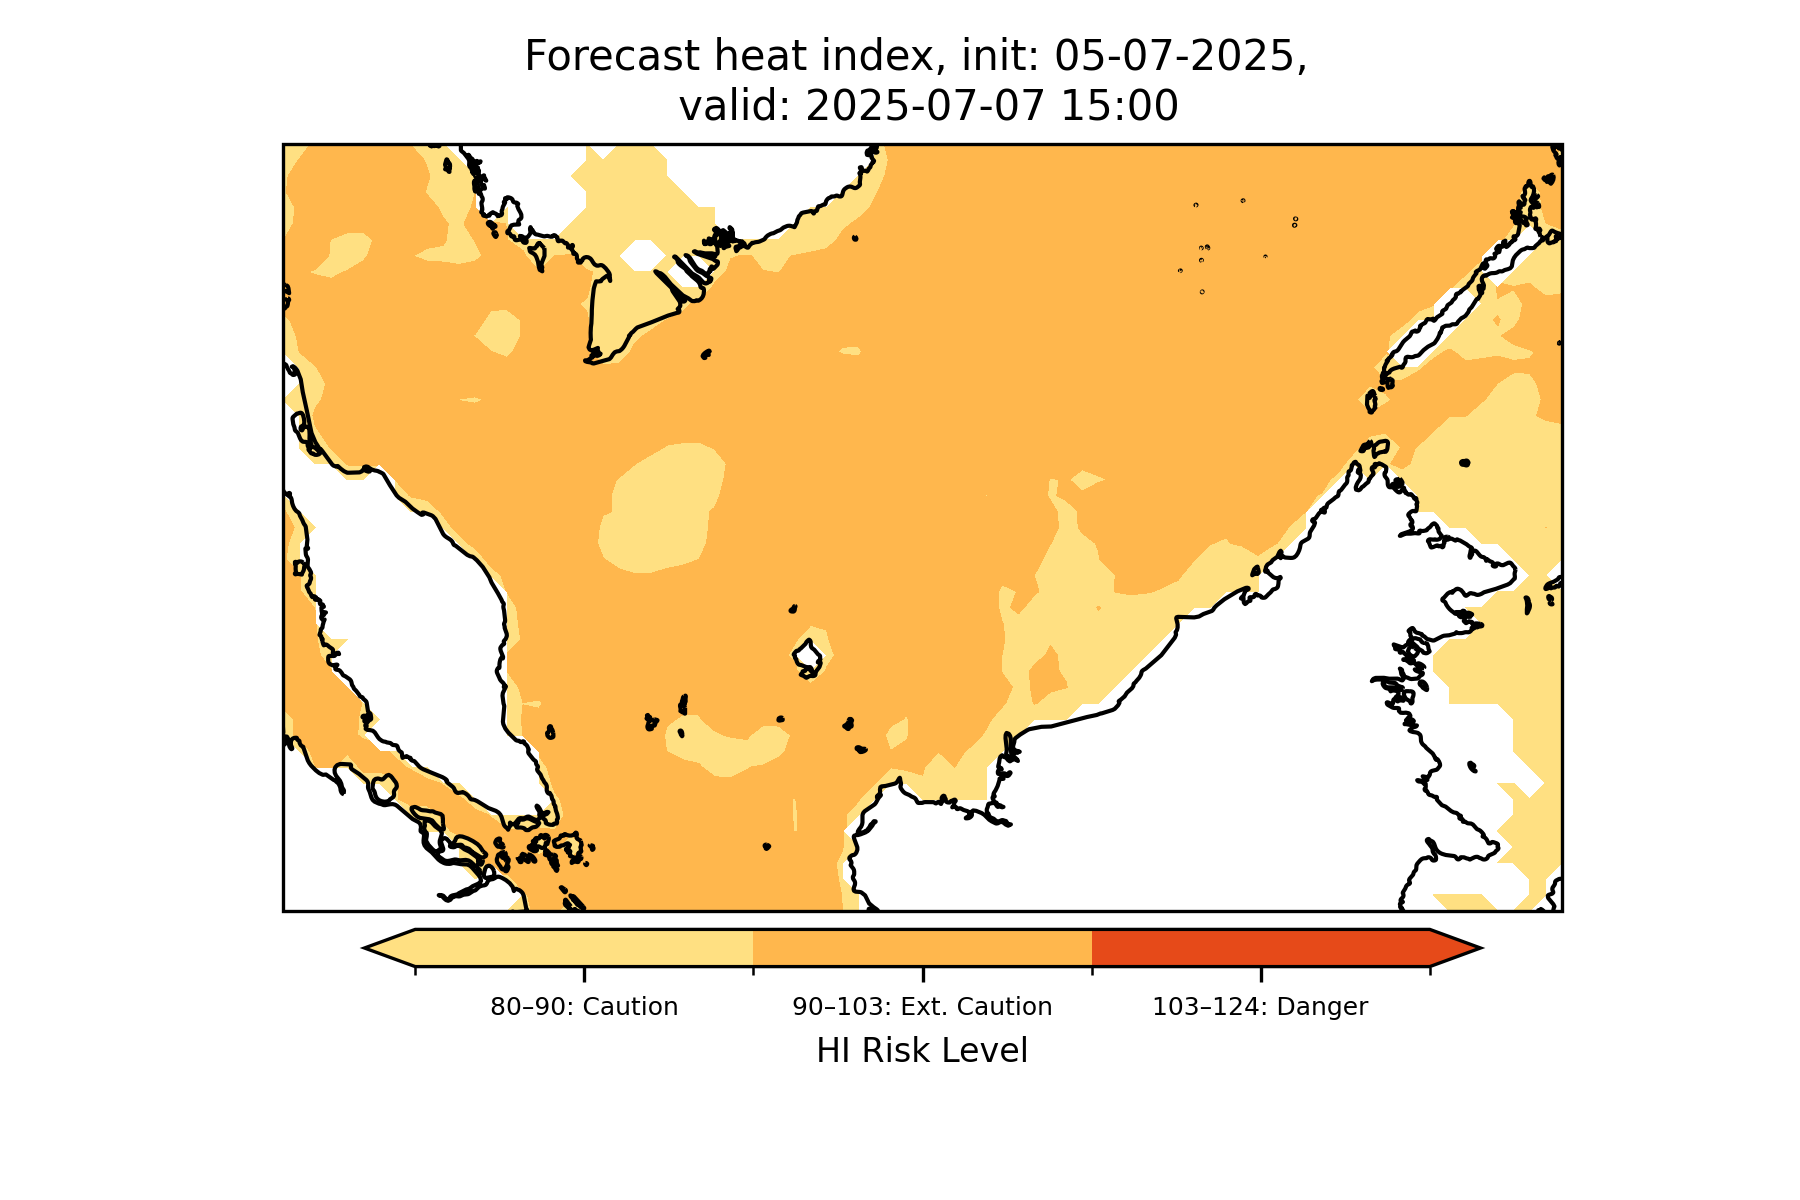 Forecast heat index, init: 05-07-2025,
valid: 2025-07-07 15:00
80–90: Caution
90–103: Ext. Caution
103–124: Danger
HI Risk Level